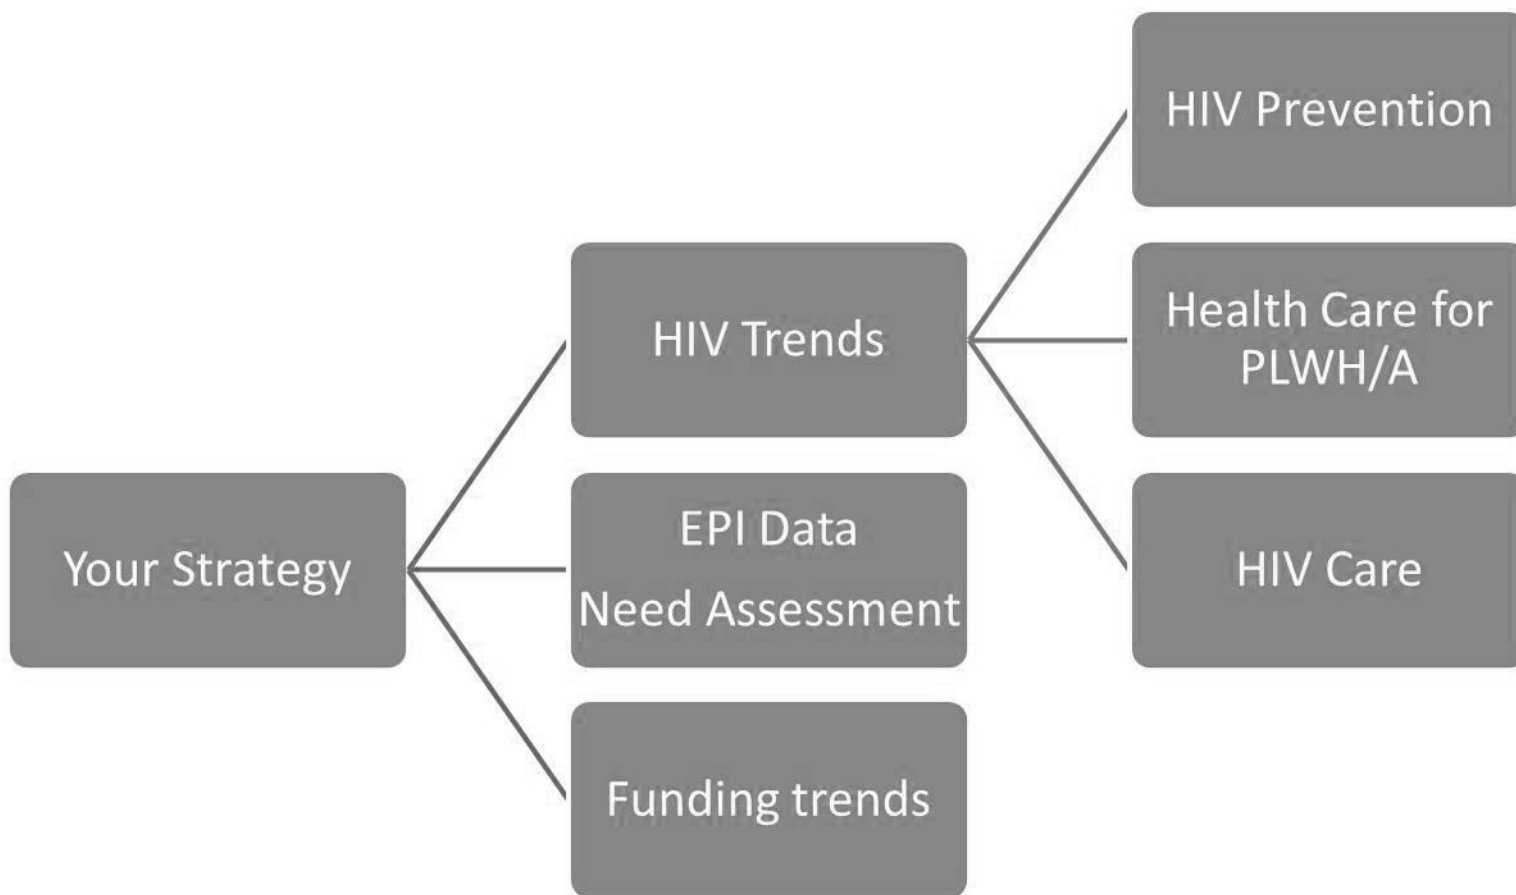 Your Strategy
HIV Trends
EPI Data
Need Assessment
Funding trends
HIV Prevention
Health Care for
PLWH/A
HIV Care